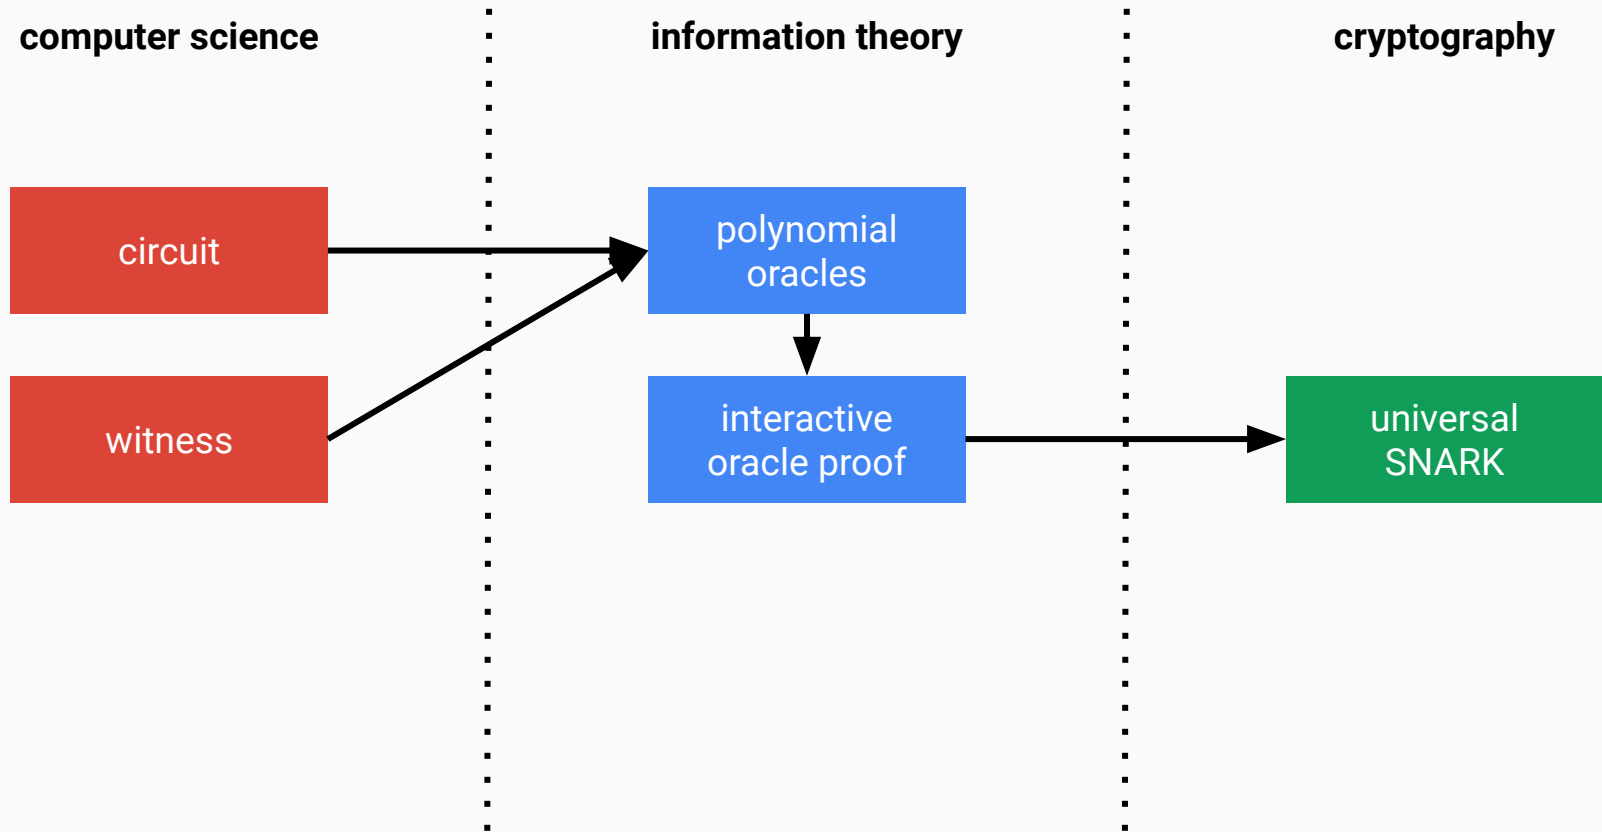 computer science
information theory
cryptography
circuit
polynomial
oracles
witness
interactive
oracle proof
universal
SNARK